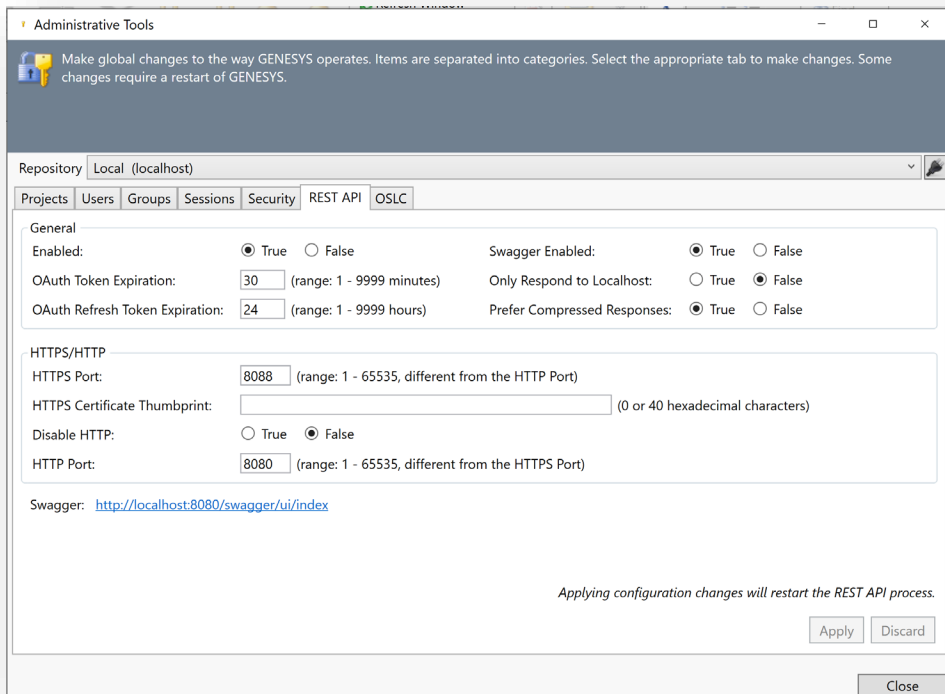 Refresh Window
Administrative Tools
Make global changes to the way GENESYS operates. Items are separated into categories. Select the appropriate tab to make changes. Some
changes require a restart of GENESYS.
Repository Local (localhost)
Projects Users Groups Sessions Security REST API OSLC
General
Enabled: True False Swagger Enabled: True False
OAuth Token Expiration: 30 (range: 1 - 9999 minutes) Only Respond to Localhost: True False
OAuth Refresh Token Expiration: 24 (range: 1 - 9999 hours) Prefer Compressed Responses: True False
HTTPS/HTTP
HTTPS Port: 8088 (range: 1 - 65535, different from the HTTP Port)
HTTPS Certificate Thumbprint: (0 or 40 hexadecimal characters)
Disable HTTP: True False
HTTP Port: 8080 (range: 1 - 65535, different from the HTTPS Port)
Swagger: http://localhost:8080/swagger/ui/index
Applying configuration changes will restart the REST API process.
Apply Discard
Close